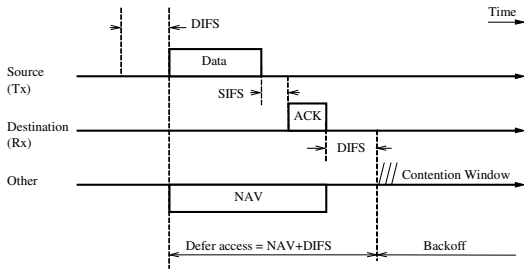 DIFS
Time
Data
Source
(Tx)
SIFS
ACK
Destination
(Rx)
DIFS
Other
Contention Window
NAV
Defer access = NAV+DIFS
Backoff